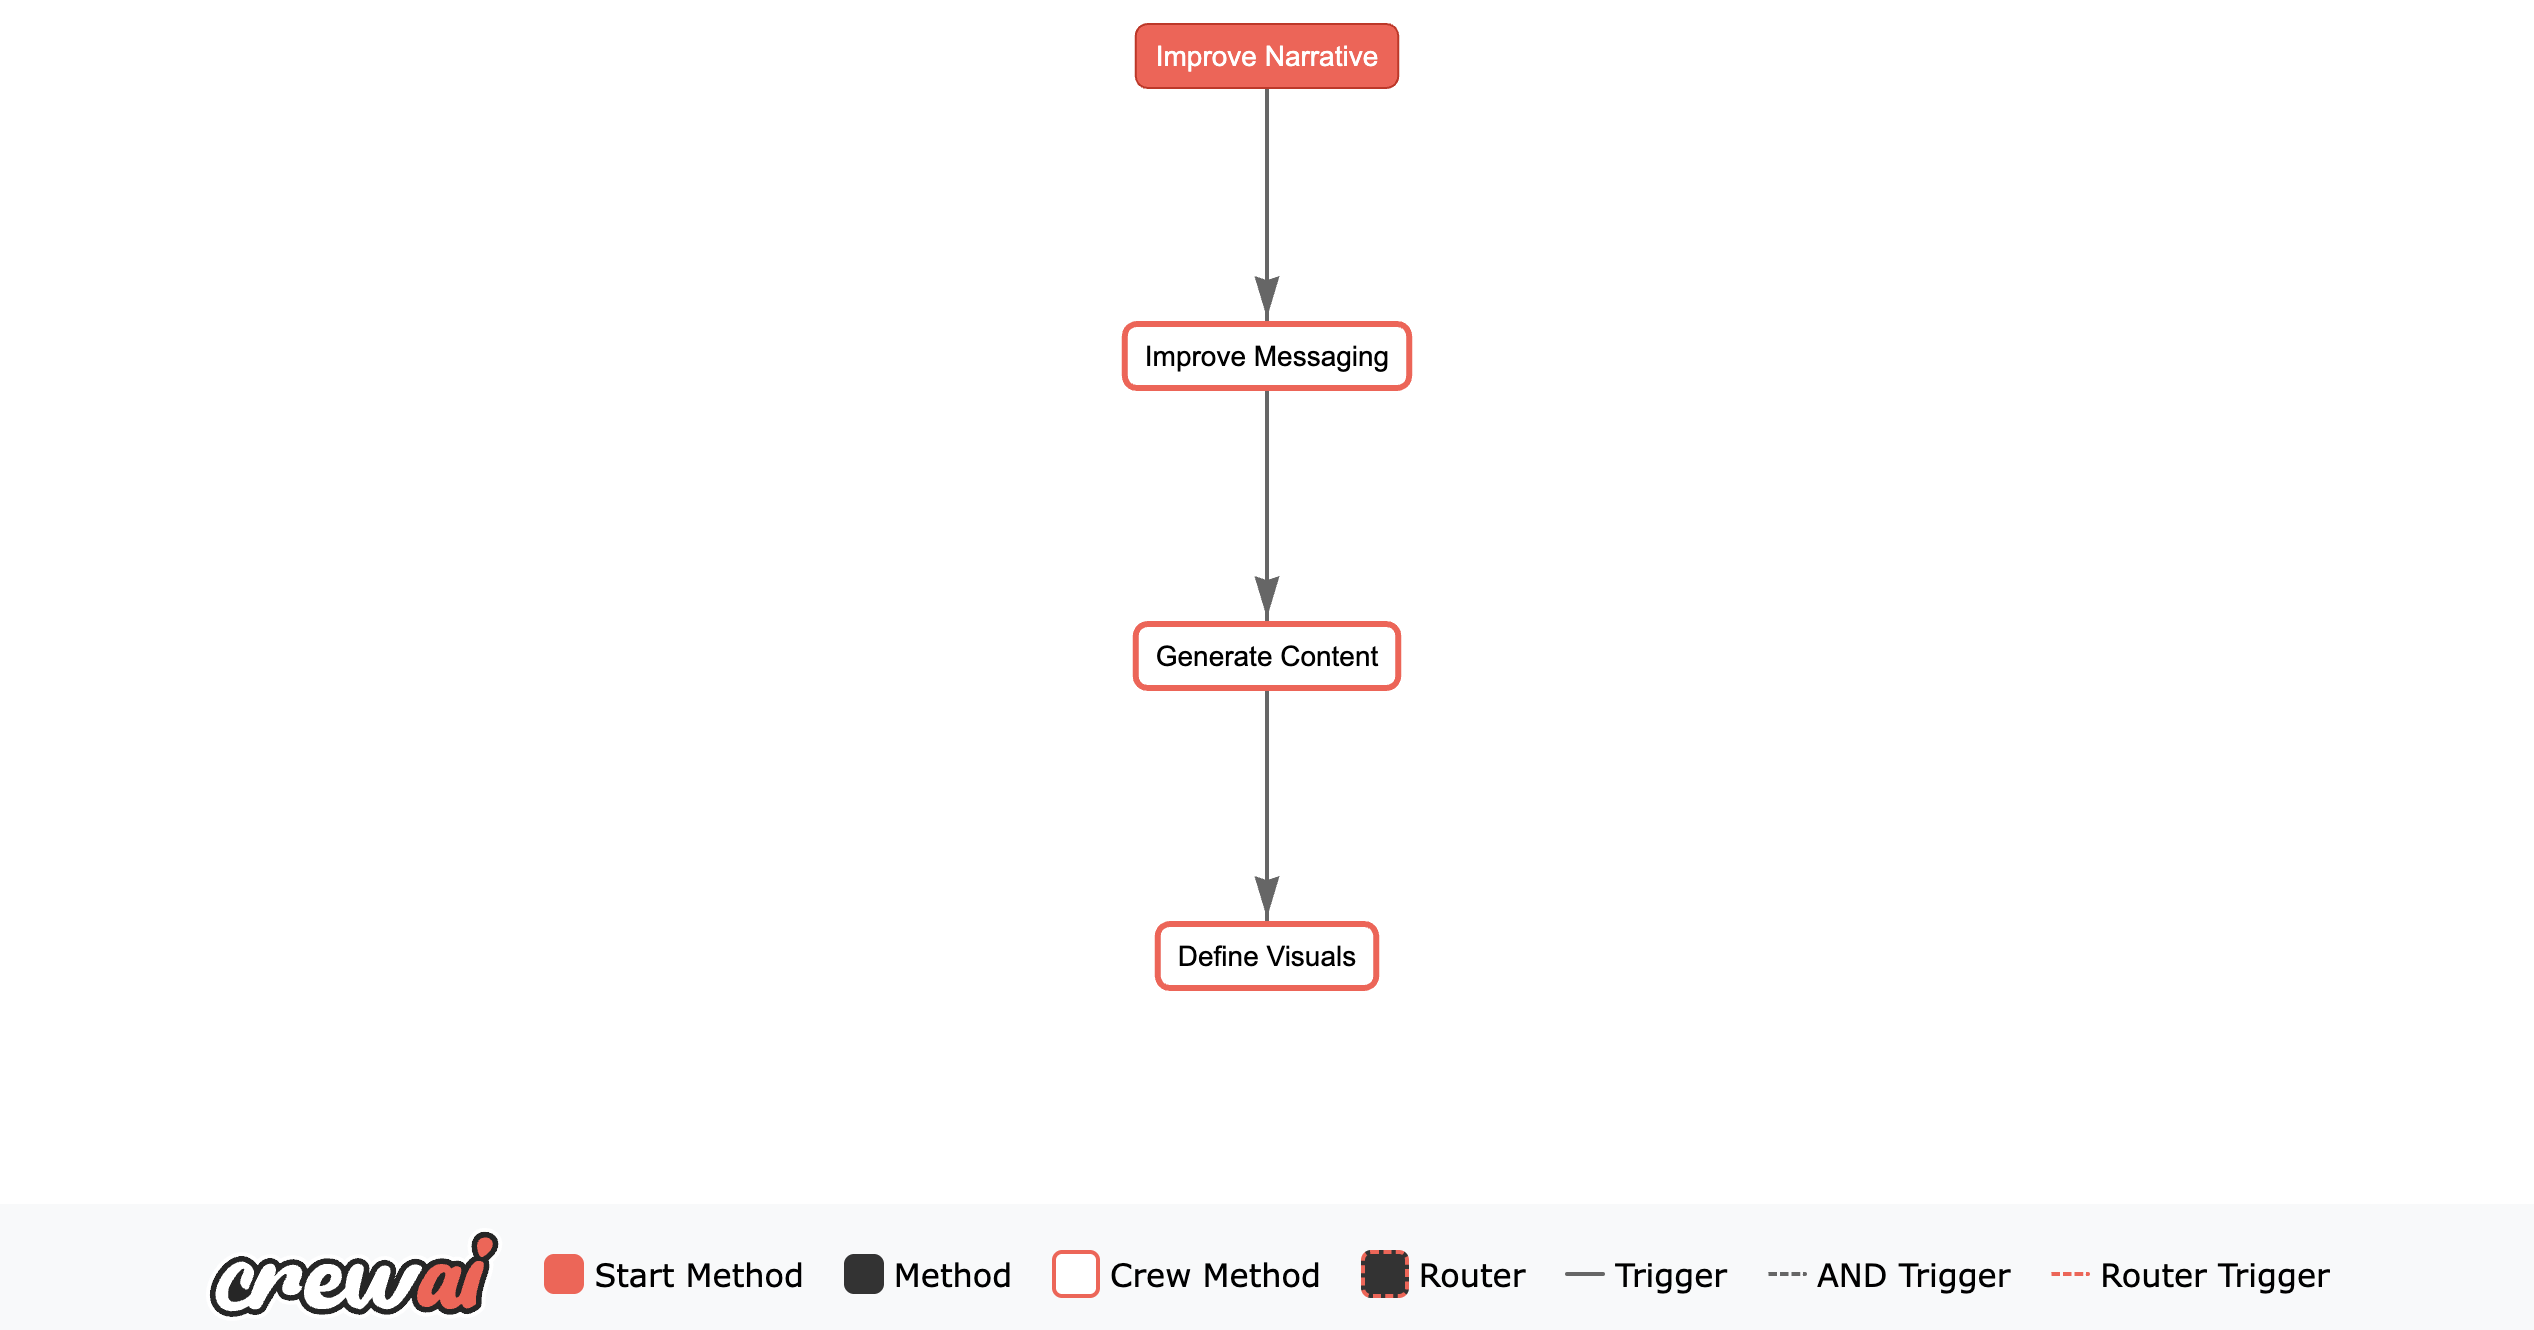 Improve Narrative
Improve Messaging
Generate Content
Define Visuals
crewai Start Method Method Crew Method Router Trigger AND Trigger Router Trigger